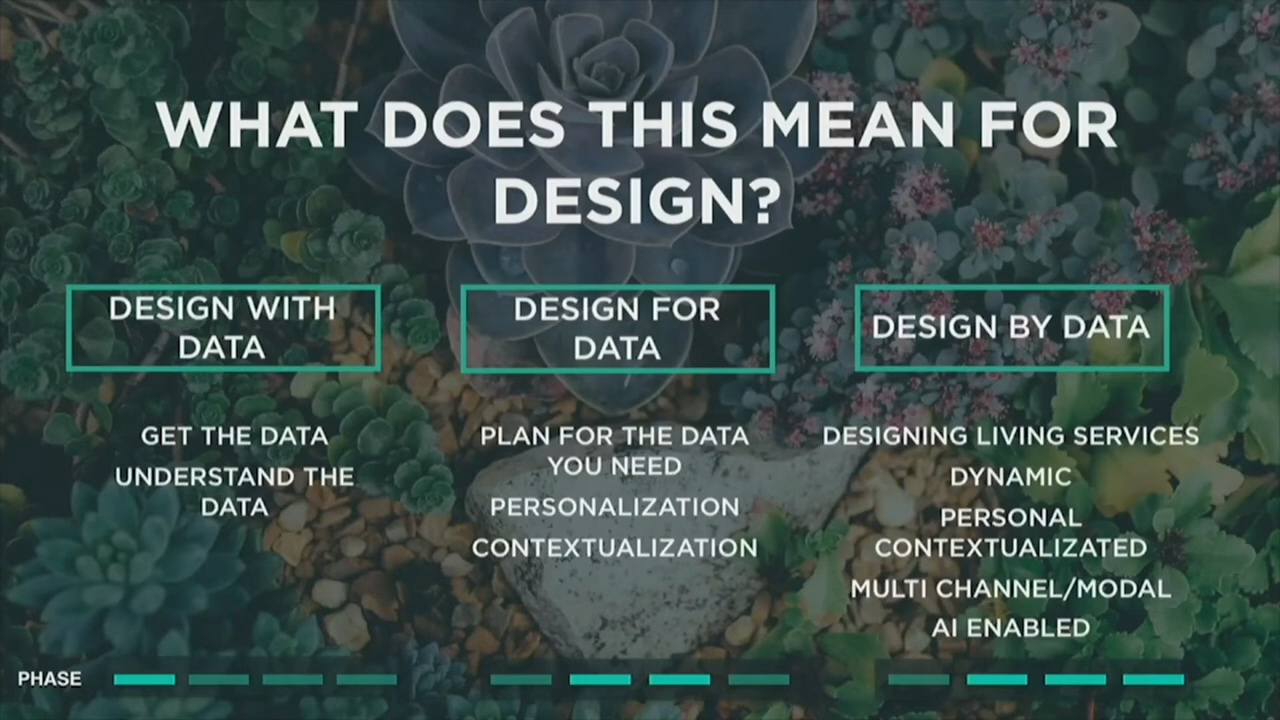 WHAT DOES THIS MEAN FOR
DESIGN?
DESIGN WITH
DATA
GET THE DATA
UNDERSTAND THE
DATA
DESIGN FOR
DATA
PLAN FOR THE DATA
YOU NEED
PERSONALIZATION
CONTEXTUALIZATION
DESIGN BY DATA
DESIGNING LIVING SERVICES
DYNAMIC
PERSONAL
CONTEXTUALIZATED
MULTI CHANNEL/MODAL
AI ENABLED
PHASE